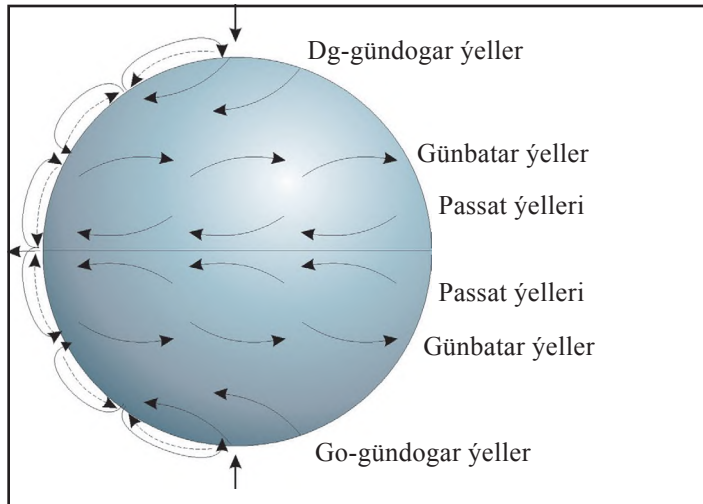 Dg-gündogar ýeller
Günbatar ýeller
Passat ýelleri
Passat ýelleri
Günbatar ýeller
Go-gündogar ýeller